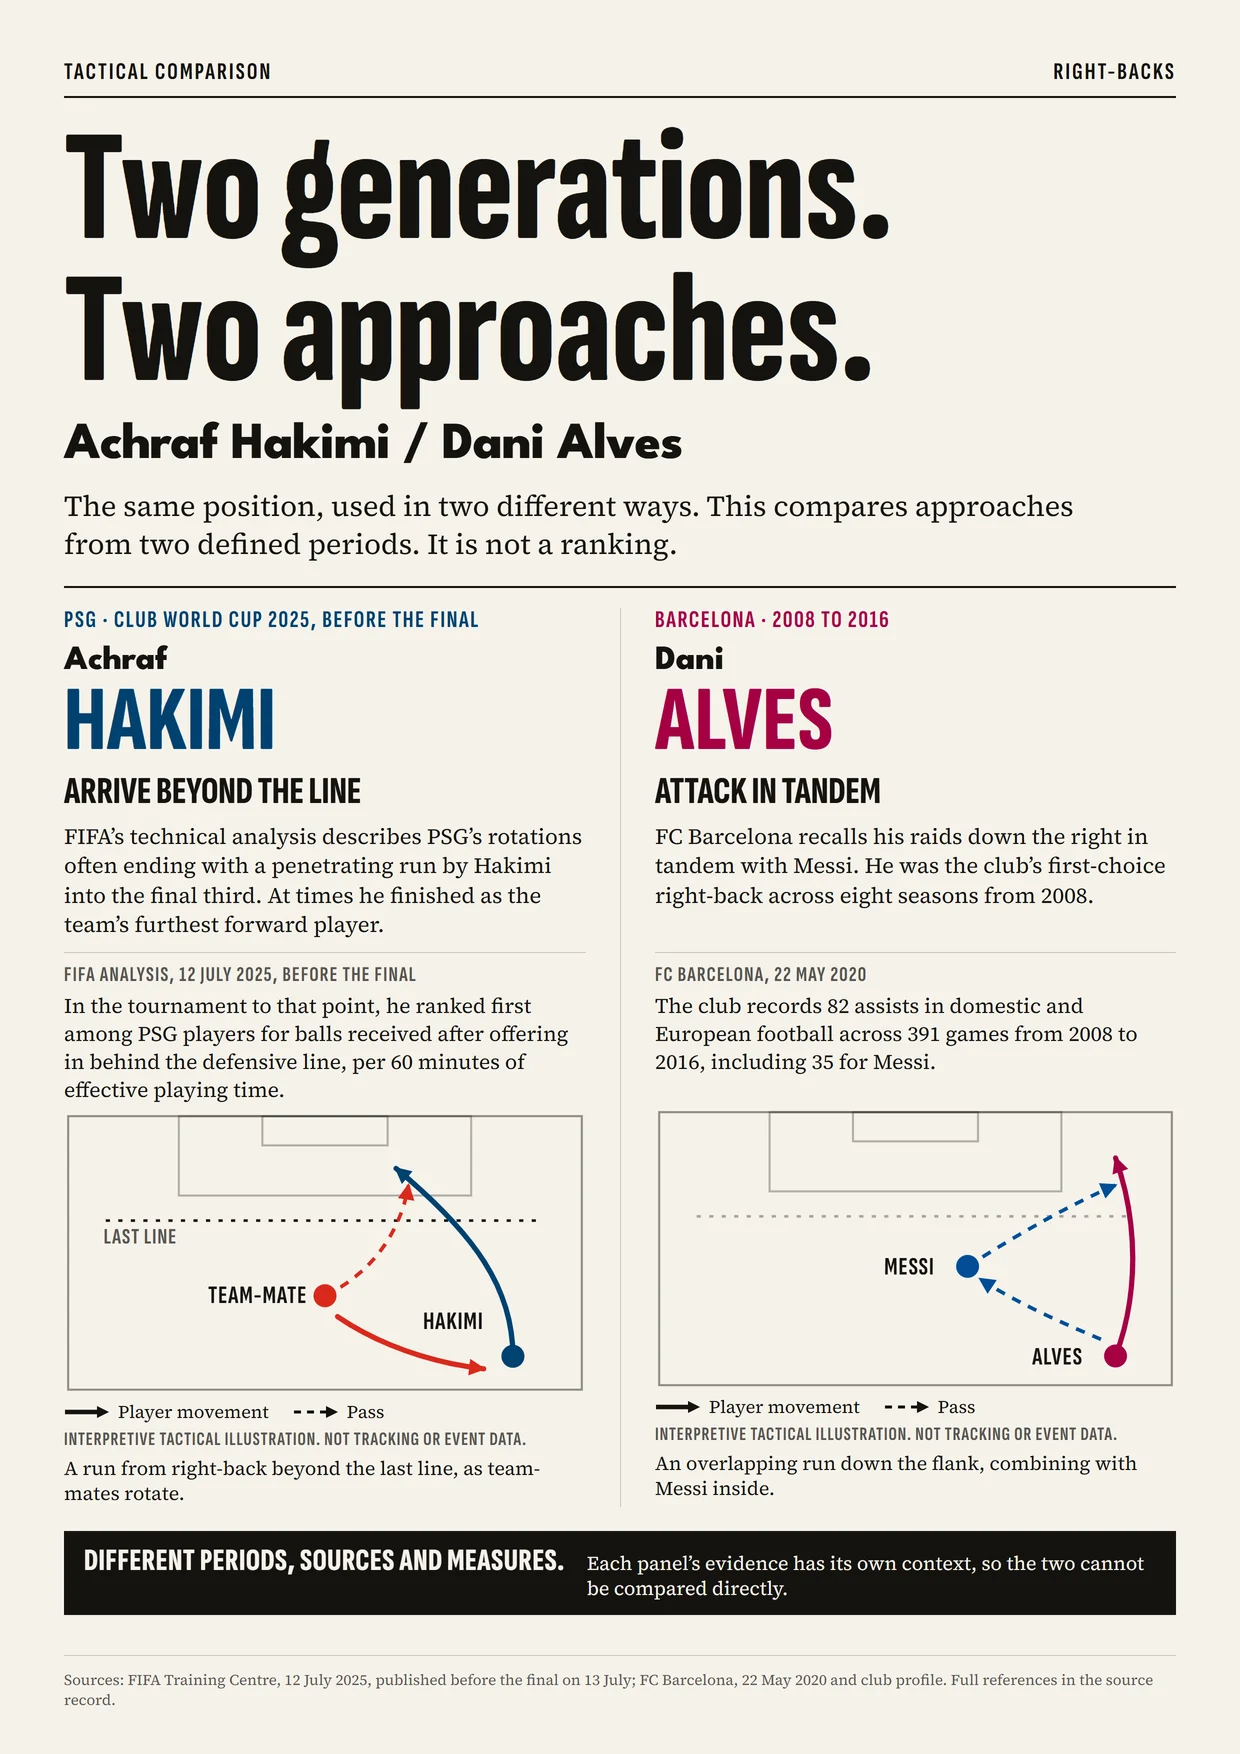 TACTICAL COMPARISON
RIGHT-BACKS
Two generations.
Two approaches.
Achraf Hakimi / Dani Alves
The same position, used in two different ways. This compares approaches
from two defined periods. It is not a ranking.
PSG · CLUB WORLD CUP 2025, BEFORE THE FINAL
Achraf
HAKIMI
ARRIVE BEYOND THE LINE
FIFA’s technical analysis describes PSG’s rotations
often ending with a penetrating run by Hakimi
into the final third. At times he finished as the
team’s furthest forward player.
FIFA ANALYSIS, 12 JULY 2025, BEFORE THE FINAL
In the tournament to that point, he ranked first
among PSG players for balls received after offering
in behind the defensive line, per 60 minutes of
effective playing time.
LAST LINE
TEAM-MATE
HAKIMI
Player movement
Pass
INTERPRETIVE TACTICAL ILLUSTRATION. NOT TRACKING OR EVENT DATA.
A run from right-back beyond the last line, as team-
mates rotate.
BARCELONA · 2008 TO 2016
Dani
ALVES
ATTACK IN TANDEM
FC Barcelona recalls his raids down the right in
tandem with Messi. He was the club’s first-choice
right-back across eight seasons from 2008.
FC BARCELONA, 22 MAY 2020
The club records 82 assists in domestic and
European football across 391 games from 2008 to
2016, including 35 for Messi.
MESSI
ALVES
Player movement
Pass
INTERPRETIVE TACTICAL ILLUSTRATION. NOT TRACKING OR EVENT DATA.
An overlapping run down the flank, combining with
Messi inside.
DIFFERENT PERIODS, SOURCES AND MEASURES.
Each panel’s evidence has its own context, so the two cannot
be compared directly.
Sources: FIFA Training Centre, 12 July 2025, published before the final on 13 July; FC Barcelona, 22 May 2020 and club profile. Full references in the source
record.